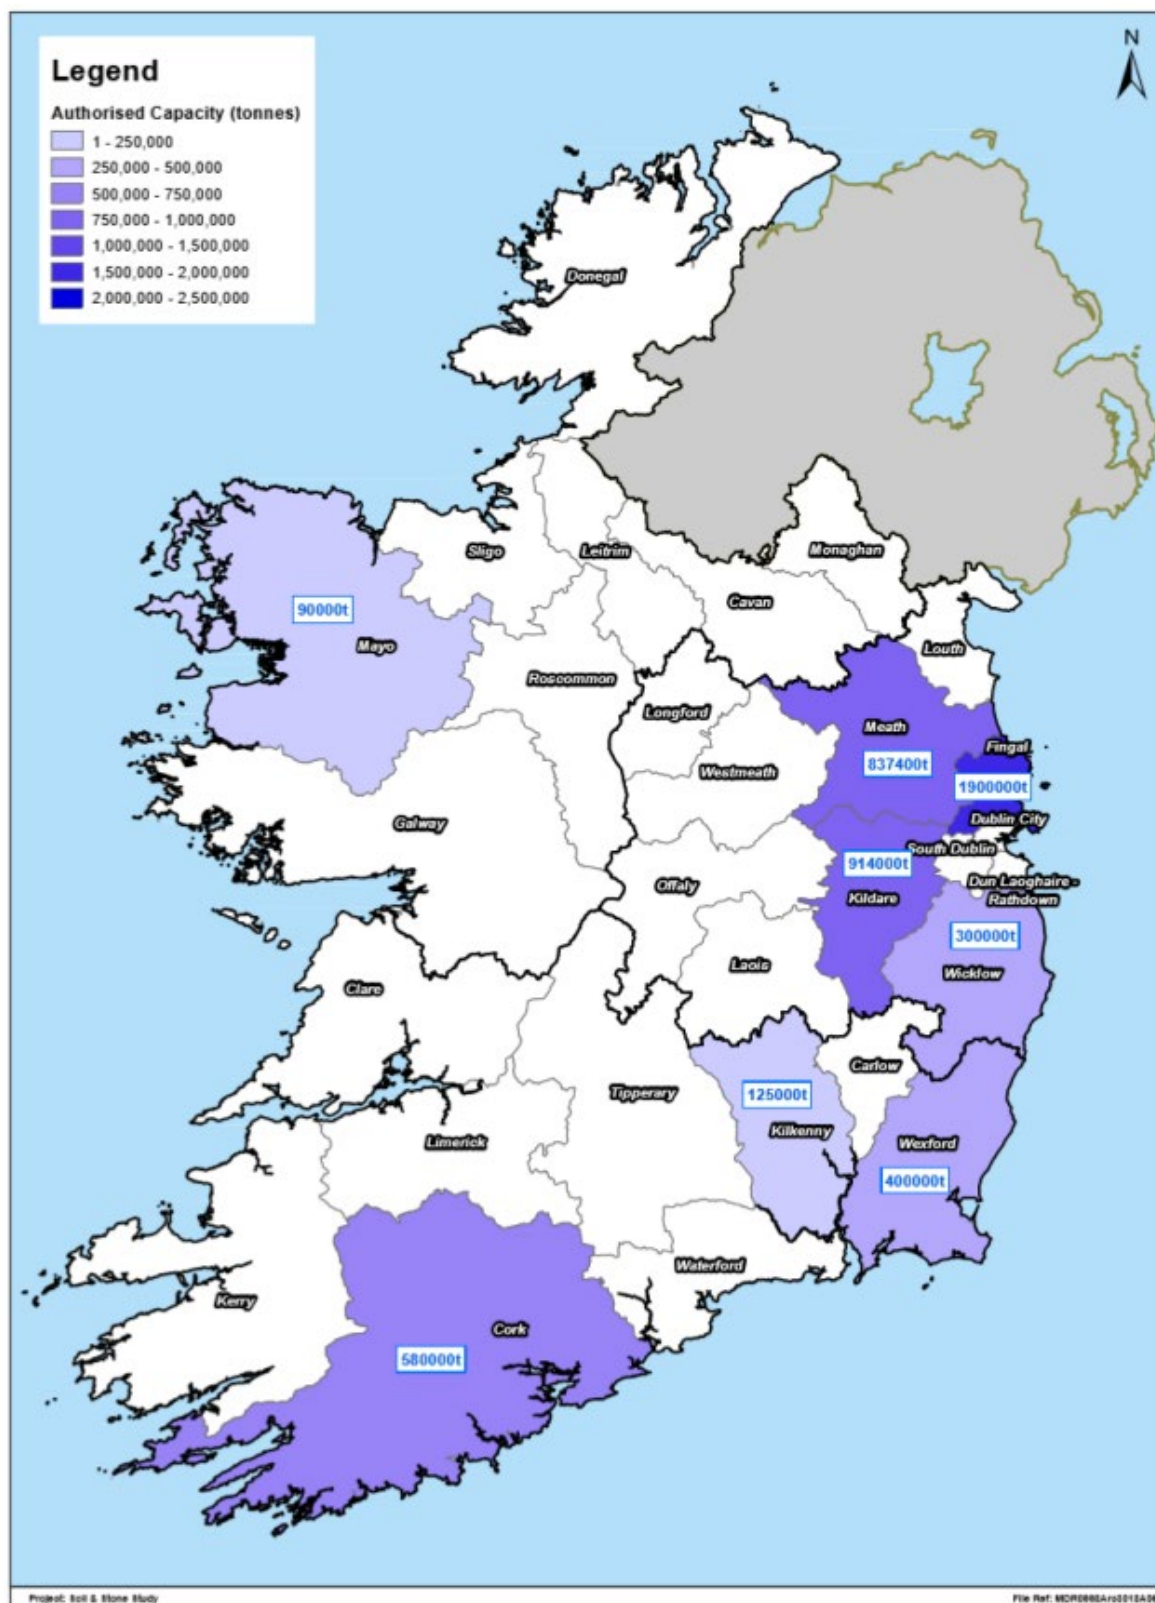 N
Legend
Authorised Capacity (tonnes)
1 - 250,000
250,000 - 500,000
500,000 - 750,000
750,000 - 1,000,000
1,000,000 - 1,500,000
1,500,000 - 2,000,000
2,000,000 - 2,500,000
Donegal
Sligo
Leitrim
Monaghan
Cavan
90000t
Mayo
Louth
Roscommon
Longford
Meath
Fingal
837400t
Westmeath
1900000t
Galway
Dublin City
South Dublin
914000t
Dun Laoghaire -
Rathdown
Offaly
Kildare
300000t
Laois
Wicklow
Clare
Carlow
Tipperary
125000t
Kilkenny
Limerick
Wexford
400000t
Waterford
Kerry
Cork
580000t
Project: Soil & Stone Study
File Ref: